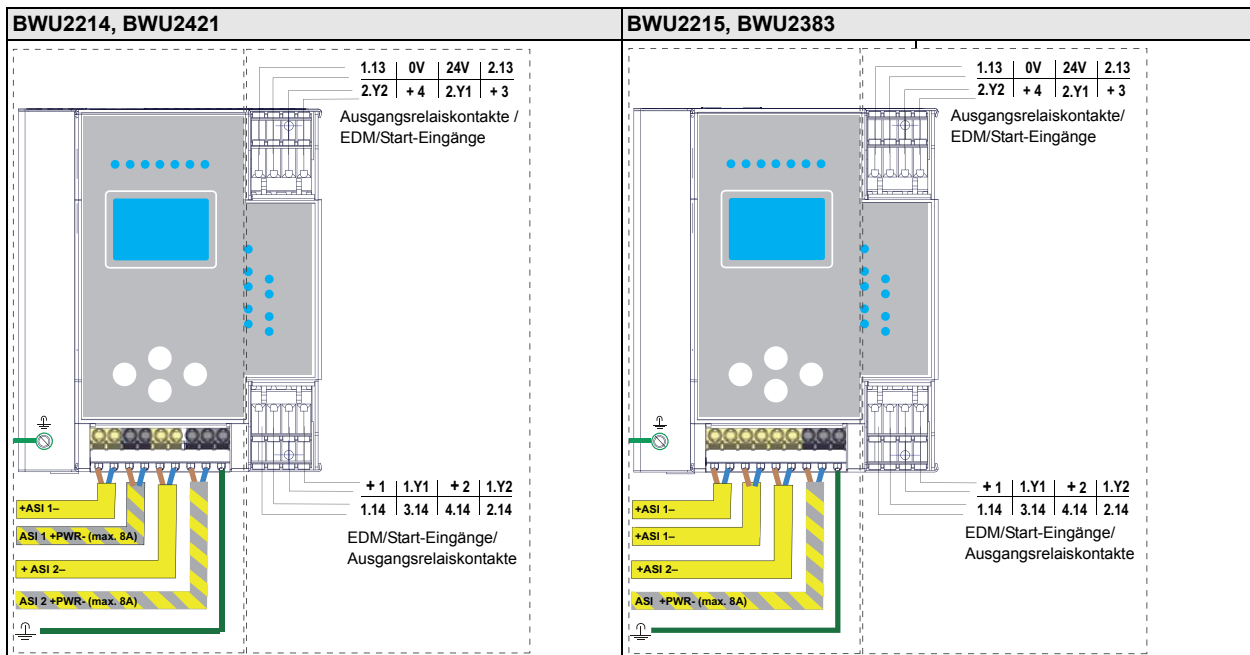 BWU2214, BWU2421
1.13 0V 24V 2.13
2.Y2 + 4 2.Y1 + 3
Ausgangsrelaiskontakte /
EDM/Start-Eingänge
+ 1 1.Y1 + 2 1.Y2
1.14 3.14 4.14 2.14
EDM/Start-Eingänge/
Ausgangsrelaiskontakte
+ASI 1–
ASI 1 +PWR- (max. 8A)
+ ASI 2–
ASI 2 +PWR- (max. 8A)
BWU2215, BWU2383
1.13 0V 24V 2.13
2.Y2 + 4 2.Y1 + 3
Ausgangsrelaiskontakte/
EDM/Start-Eingänge
+ 1 1.Y1 + 2 1.Y2
1.14 3.14 4.14 2.14
EDM/Start-Eingänge/
Ausgangsrelaiskontakte
+ASI 1–
+ASI 1–
+ASI 2–
ASI +PWR- (max. 8A)